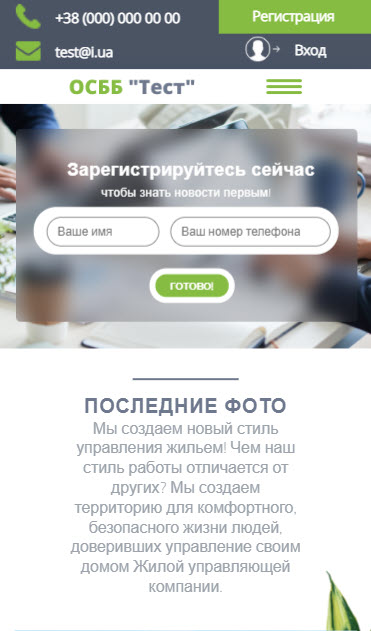 +38 (000) 000 00 00
Регистрация
test@i.ua
Вход
ОСББ "Тест"
Зарегистрируйтесь сейчас
чтобы знать новости первым!
Ваше имя
Ваш номер телефона
ГОТОВО!
ПОСЛЕДНИЕ ФОТО
Мы создаем новый стиль
управления жильем! Чем наш
стиль работы отличается от
других? Мы создаем
территорию для комфортного,
безопасного жизни людей,
доверивших управление своим
домом Жилой управляющей
компании.